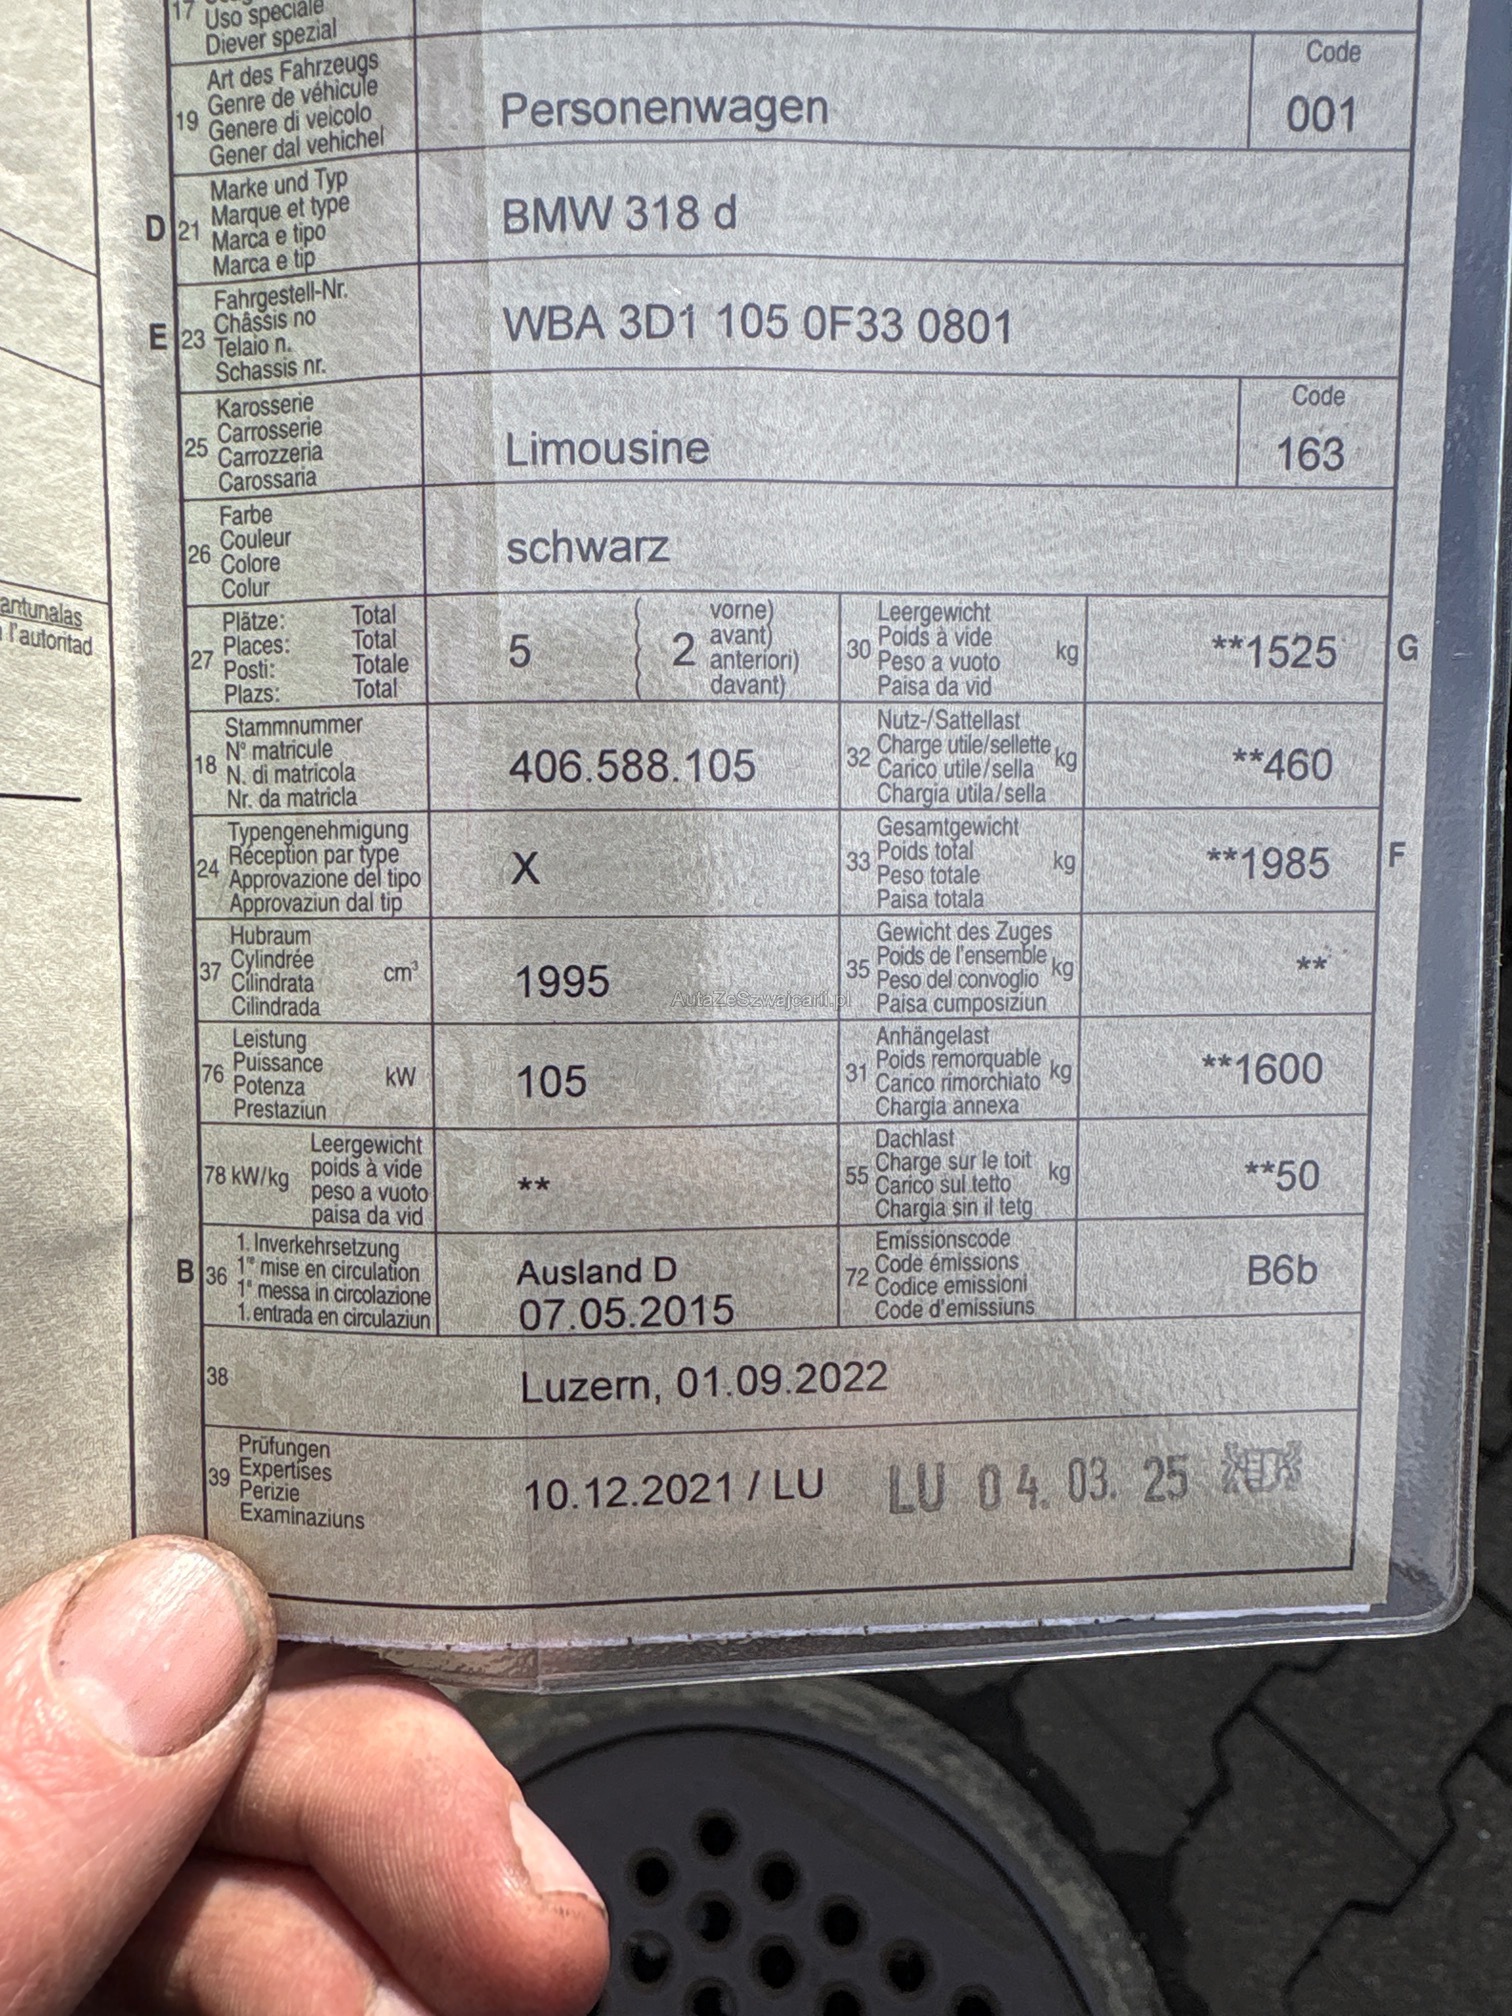 17
Uso speciale
Diever spezial
19
Art des Fahrzeugs
Genre de véhicule
Genere di veicolo
Gener dal vehichel
Personenwagen
Code
001
D
21
Marke und Typ
Marque et type
Marca e tipo
Marca e tip
BMW 318 d
E
23
Fahrgestell-Nr.
Châssis no
Telaio n.
Schassis nr.
WBA 3D1 105 0F33 0801
25
Karosserie
Carrosserie
Carrozzeria
Carossaria
Limousine
Code
163
26
Farbe
Couleur
Colore
Colur
schwarz
antunalas
l'autoritad
27
Plätze: Total
Places: Total
Posti: Totale
Plazs: Total
5
( 2
vorne)
avant)
anteriori)
davant)
30
Leergewicht
Poids à vide
Peso a vuoto
Paisa da vid
kg
**1525
G
18
Stammnummer
N° matricule
N. di matricola
Nr. da matricla
406.588.105
32
Nutz-/Sattellast
Charge utile/sellette
Carico utile/sella
Chargia utila/sella
kg
**460
24
Typengenehmigung
Réception par type
Approvazione del tipo
Approvaziun dal tip
X
33
Gesamtgewicht
Poids total
Peso totale
Paisa totala
kg
**1985
F
37
Hubraum
Cylindrée
Cilindrata
Cilindrada
cm³
1995
35
Gewicht des Zuges
Poids de l'ensemble
Peso del convoglio
Paisa cumposiziun
kg
**
AutaZeSzwajcarii.pl
76
Leistung
Puissance
Potenza
Prestaziun
kW
105
31
Anhängelast
Poids remorquable
Carico rimorchiato
Chargia annexa
kg
**1600
78 kW/kg
Leergewicht
poids à vide
peso a vuoto
paisa da vid
**
55
Dachlast
Charge sur le toit
Carico sul tetto
Chargia sin il tetg
kg
**50
B
36
1. Inverkehrsetzung
1re mise en circulation
1a messa in circolazione
1. entrada en circulaziun
Ausland D
07.05.2015
72
Emissionscode
Code émissions
Codice emissioni
Code d'emissiuns
B6b
38
Luzern, 01.09.2022
39
Prüfungen
Expertises
Perizie
Examinaziuns
10.12.2021 / LU
LU 04. 03. 25